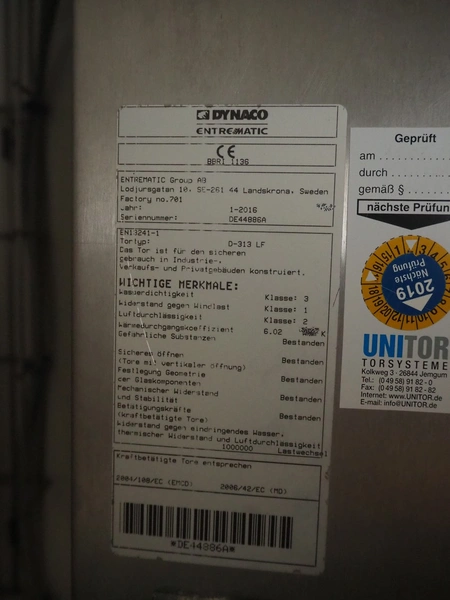 DYNACO
ENTREMATIC
CE
BBRI 1136
ENTREMATIC Group AB
Lodjursgatan 10, SE-261 44 Landskrona, Sweden
Factory no.701
Jahr: 1-2016
Seriennummer: DE44886A
EN13241-1
Tortyp: D-313 LF
Das Tor ist für den sicheren
gebrauch in Industrie-,
Verkaufs- und Privatgebäuden konstruiert.
WICHTIGE MERKMALE:
Wasserdichtigkeit Klasse: 3
Widerstand gegen Windlast Klasse: 1
Luftdurchlässigkeit Klasse: 2
Wärmedurchgangskoeffizient 6.02 K
Gefährliche Substanzen Bestanden
Sicheres öffnen
(Tore mit vertikaler öffnung) Bestanden
Festlegung Geometrie
der Glaskomponenten Bestanden
Mechanischer Widerstand
und Stabilität Bestanden
Betätigungskräfte
(kraftbetätigte Tore) Bestanden
Widerstand gegen eindringendes Wasser,
thermischer Widerstand und Luftdurchlässigkeit
1000000 Lastwechsel
Kraftbetätigte Tore entsprechen
2004/108/EC (EMCD) 2006/42/EC (MD)
*DE44886A*
Geprüft
am . . . . . . . . .
durch . . . . . . .
gemäß § . . . . .
nächste Prüfun
Nächste
Prüfung
2019
UNITOR
TORSYSTEME
Kolkweg 3 - 26844 Jemgum
Tel.: (0 49 58) 91 82 - 0
Fax: (0 49 58) 91 82 - 82
Internet: www.UNITOR.de
E-mail: info@UNITOR.de